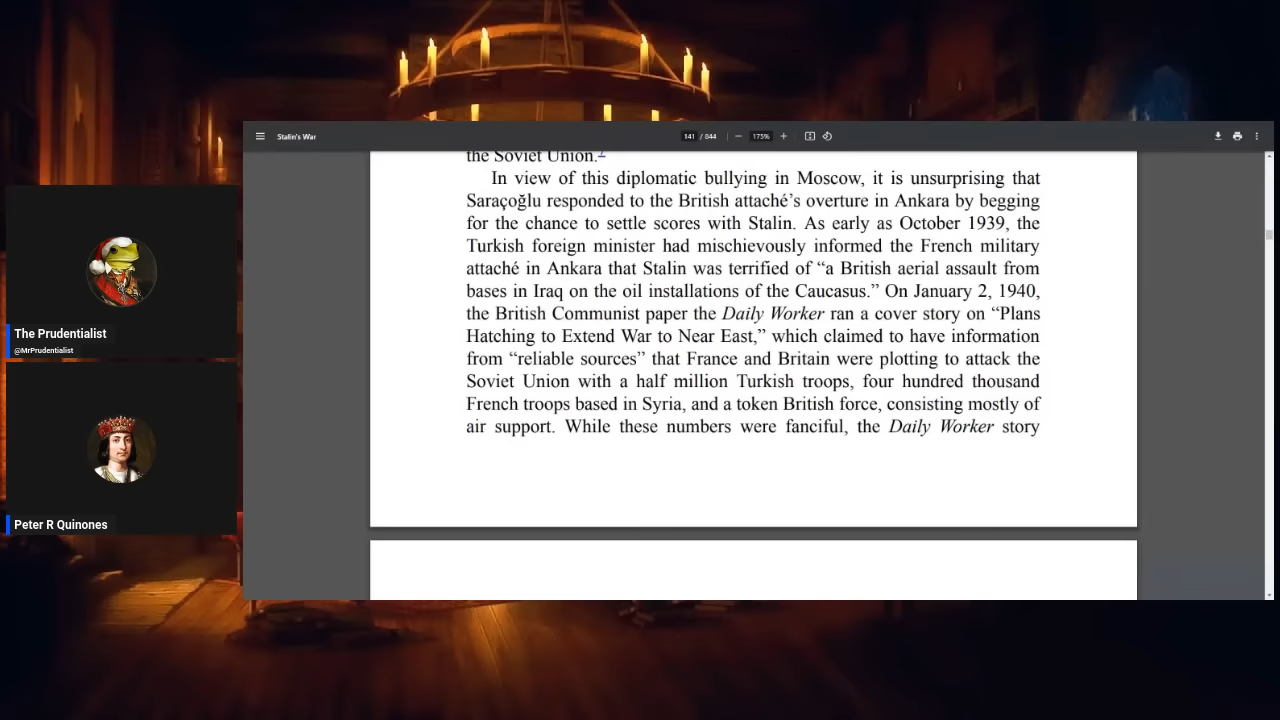 Stalin's War
141 / 844
175%
the Soviet Union.7
In view of this diplomatic bullying in Moscow, it is unsurprising that
Saraçoğlu responded to the British attaché's overture in Ankara by begging
for the chance to settle scores with Stalin. As early as October 1939, the
Turkish foreign minister had mischievously informed the French military
attaché in Ankara that Stalin was terrified of “a British aerial assault from
bases in Iraq on the oil installations of the Caucasus.” On January 2, 1940,
the British Communist paper the Daily Worker ran a cover story on “Plans
Hatching to Extend War to Near East,” which claimed to have information
from “reliable sources” that France and Britain were plotting to attack the
Soviet Union with a half million Turkish troops, four hundred thousand
French troops based in Syria, and a token British force, consisting mostly of
air support. While these numbers were fanciful, the Daily Worker story
The Prudentialist
@MrPrudentialist
Peter R Quinones